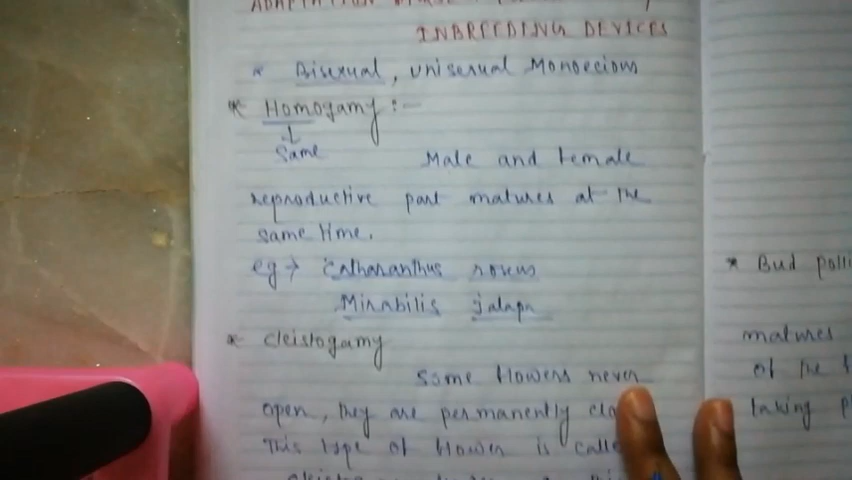 INBREEDING DEVICES
* Bisexual, unisexual Monoecious
* Homogamy :-
↓
Same
Male and Female
reproductive part matures at the
same time.
eg → Catharanthus roseus
Mirabilis jalapa
* Cleistogamy
Some flowers never
open, they are permanently
This type of flower is
* Bud
matures
of the
taking